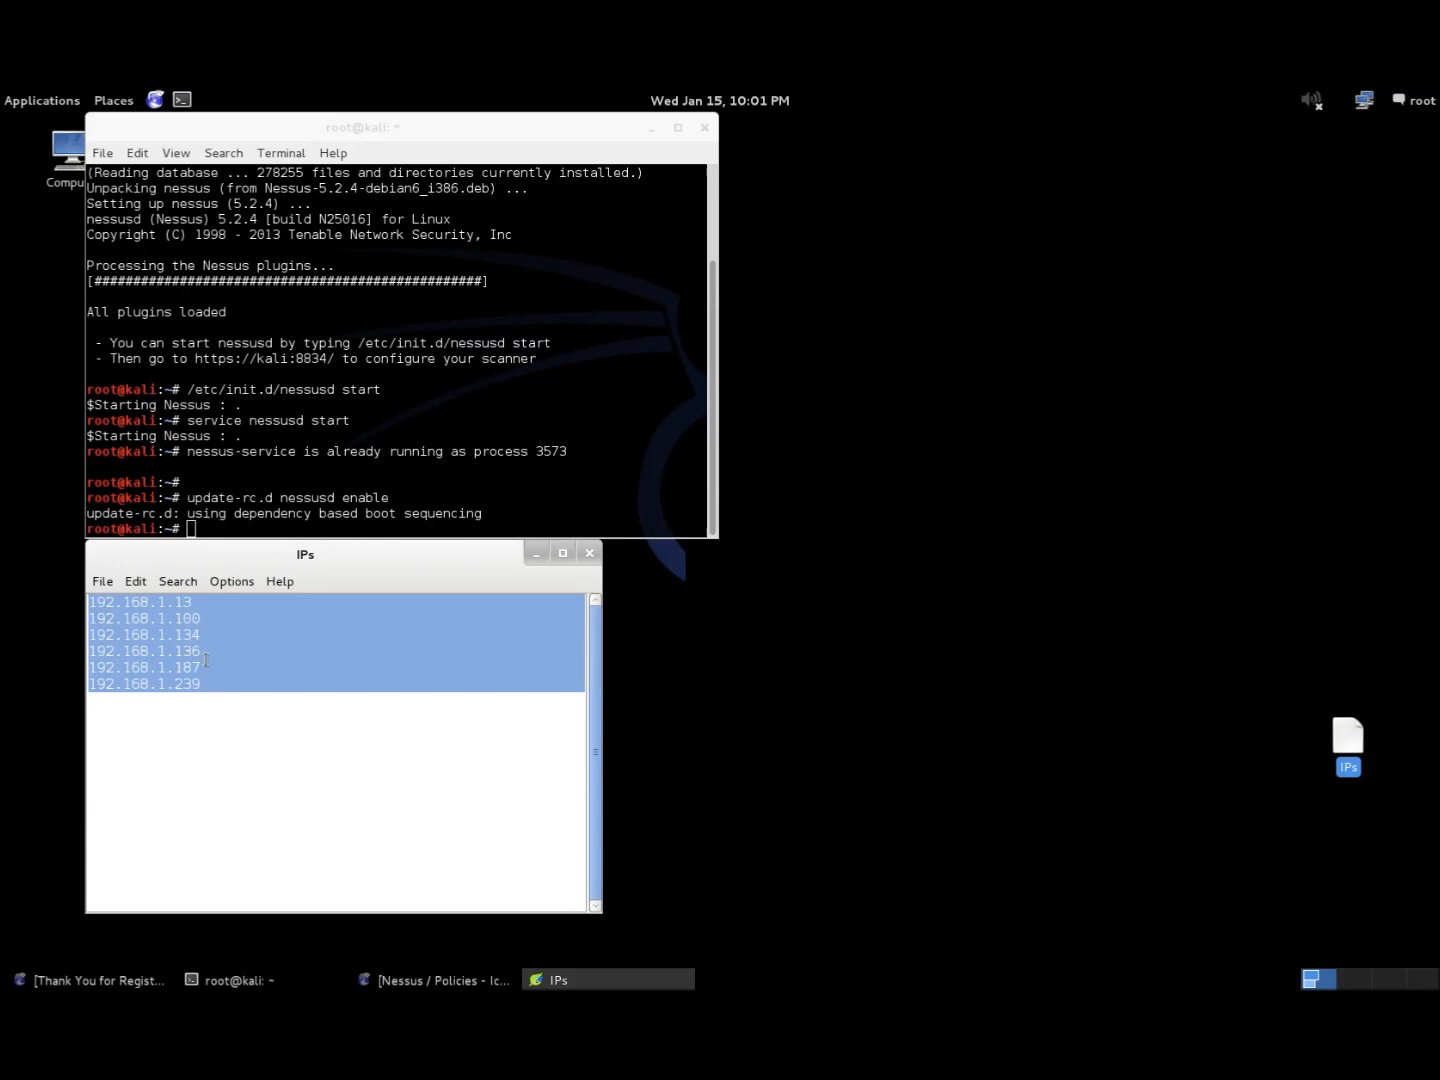 Applications Places
Wed Jan 15, 10:01 PM
root
Compu
root@kali: ~
File Edit View Search Terminal Help
(Reading database ... 278255 files and directories currently installed.)
Unpacking nessus (from Nessus-5.2.4-debian6_i386.deb) ...
Setting up nessus (5.2.4) ...
nessusd (Nessus) 5.2.4 [build N25016] for Linux
Copyright (C) 1998 - 2013 Tenable Network Security, Inc
Processing the Nessus plugins...
[##################################################]
All plugins loaded
- You can start nessusd by typing /etc/init.d/nessusd start
- Then go to https://kali:8834/ to configure your scanner
root@kali:~# /etc/init.d/nessusd start
$Starting Nessus : .
root@kali:~# service nessusd start
$Starting Nessus : .
root@kali:~# nessus-service is already running as process 3573
root@kali:~#
root@kali:~# update-rc.d nessusd enable
update-rc.d: using dependency based boot sequencing
root@kali:~#
IPs
File Edit Search Options Help
192.168.1.13
192.168.1.100
192.168.1.134
192.168.1.136
192.168.1.187
192.168.1.239
IPs
[Thank You for Regist...
root@kali: ~
[Nessus / Policies - Ic...
IPs